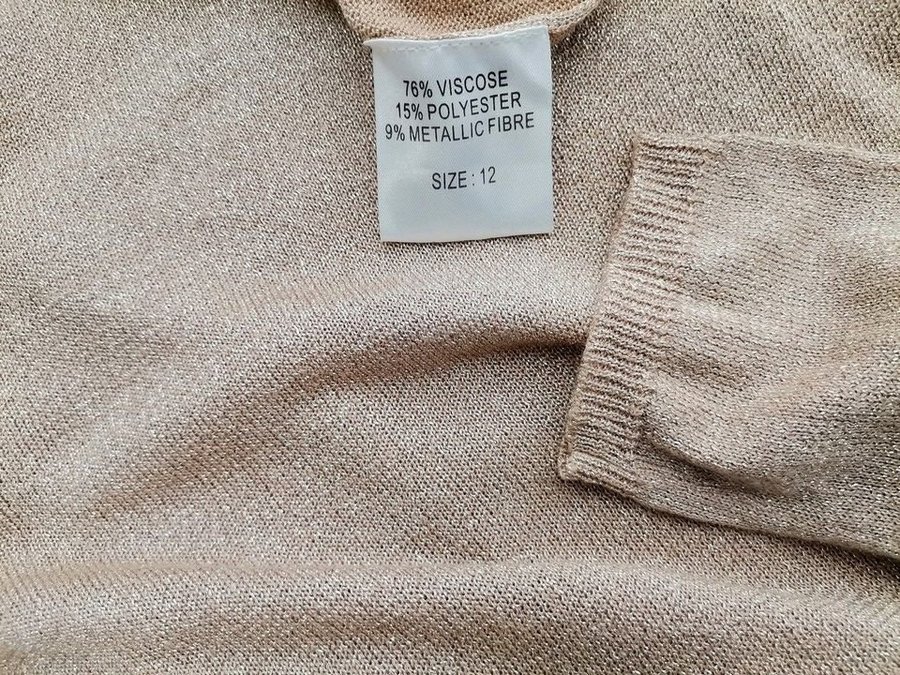 76% VISCOSE
15% POLYESTER
9% METALLIC FIBRE
SIZE : 12